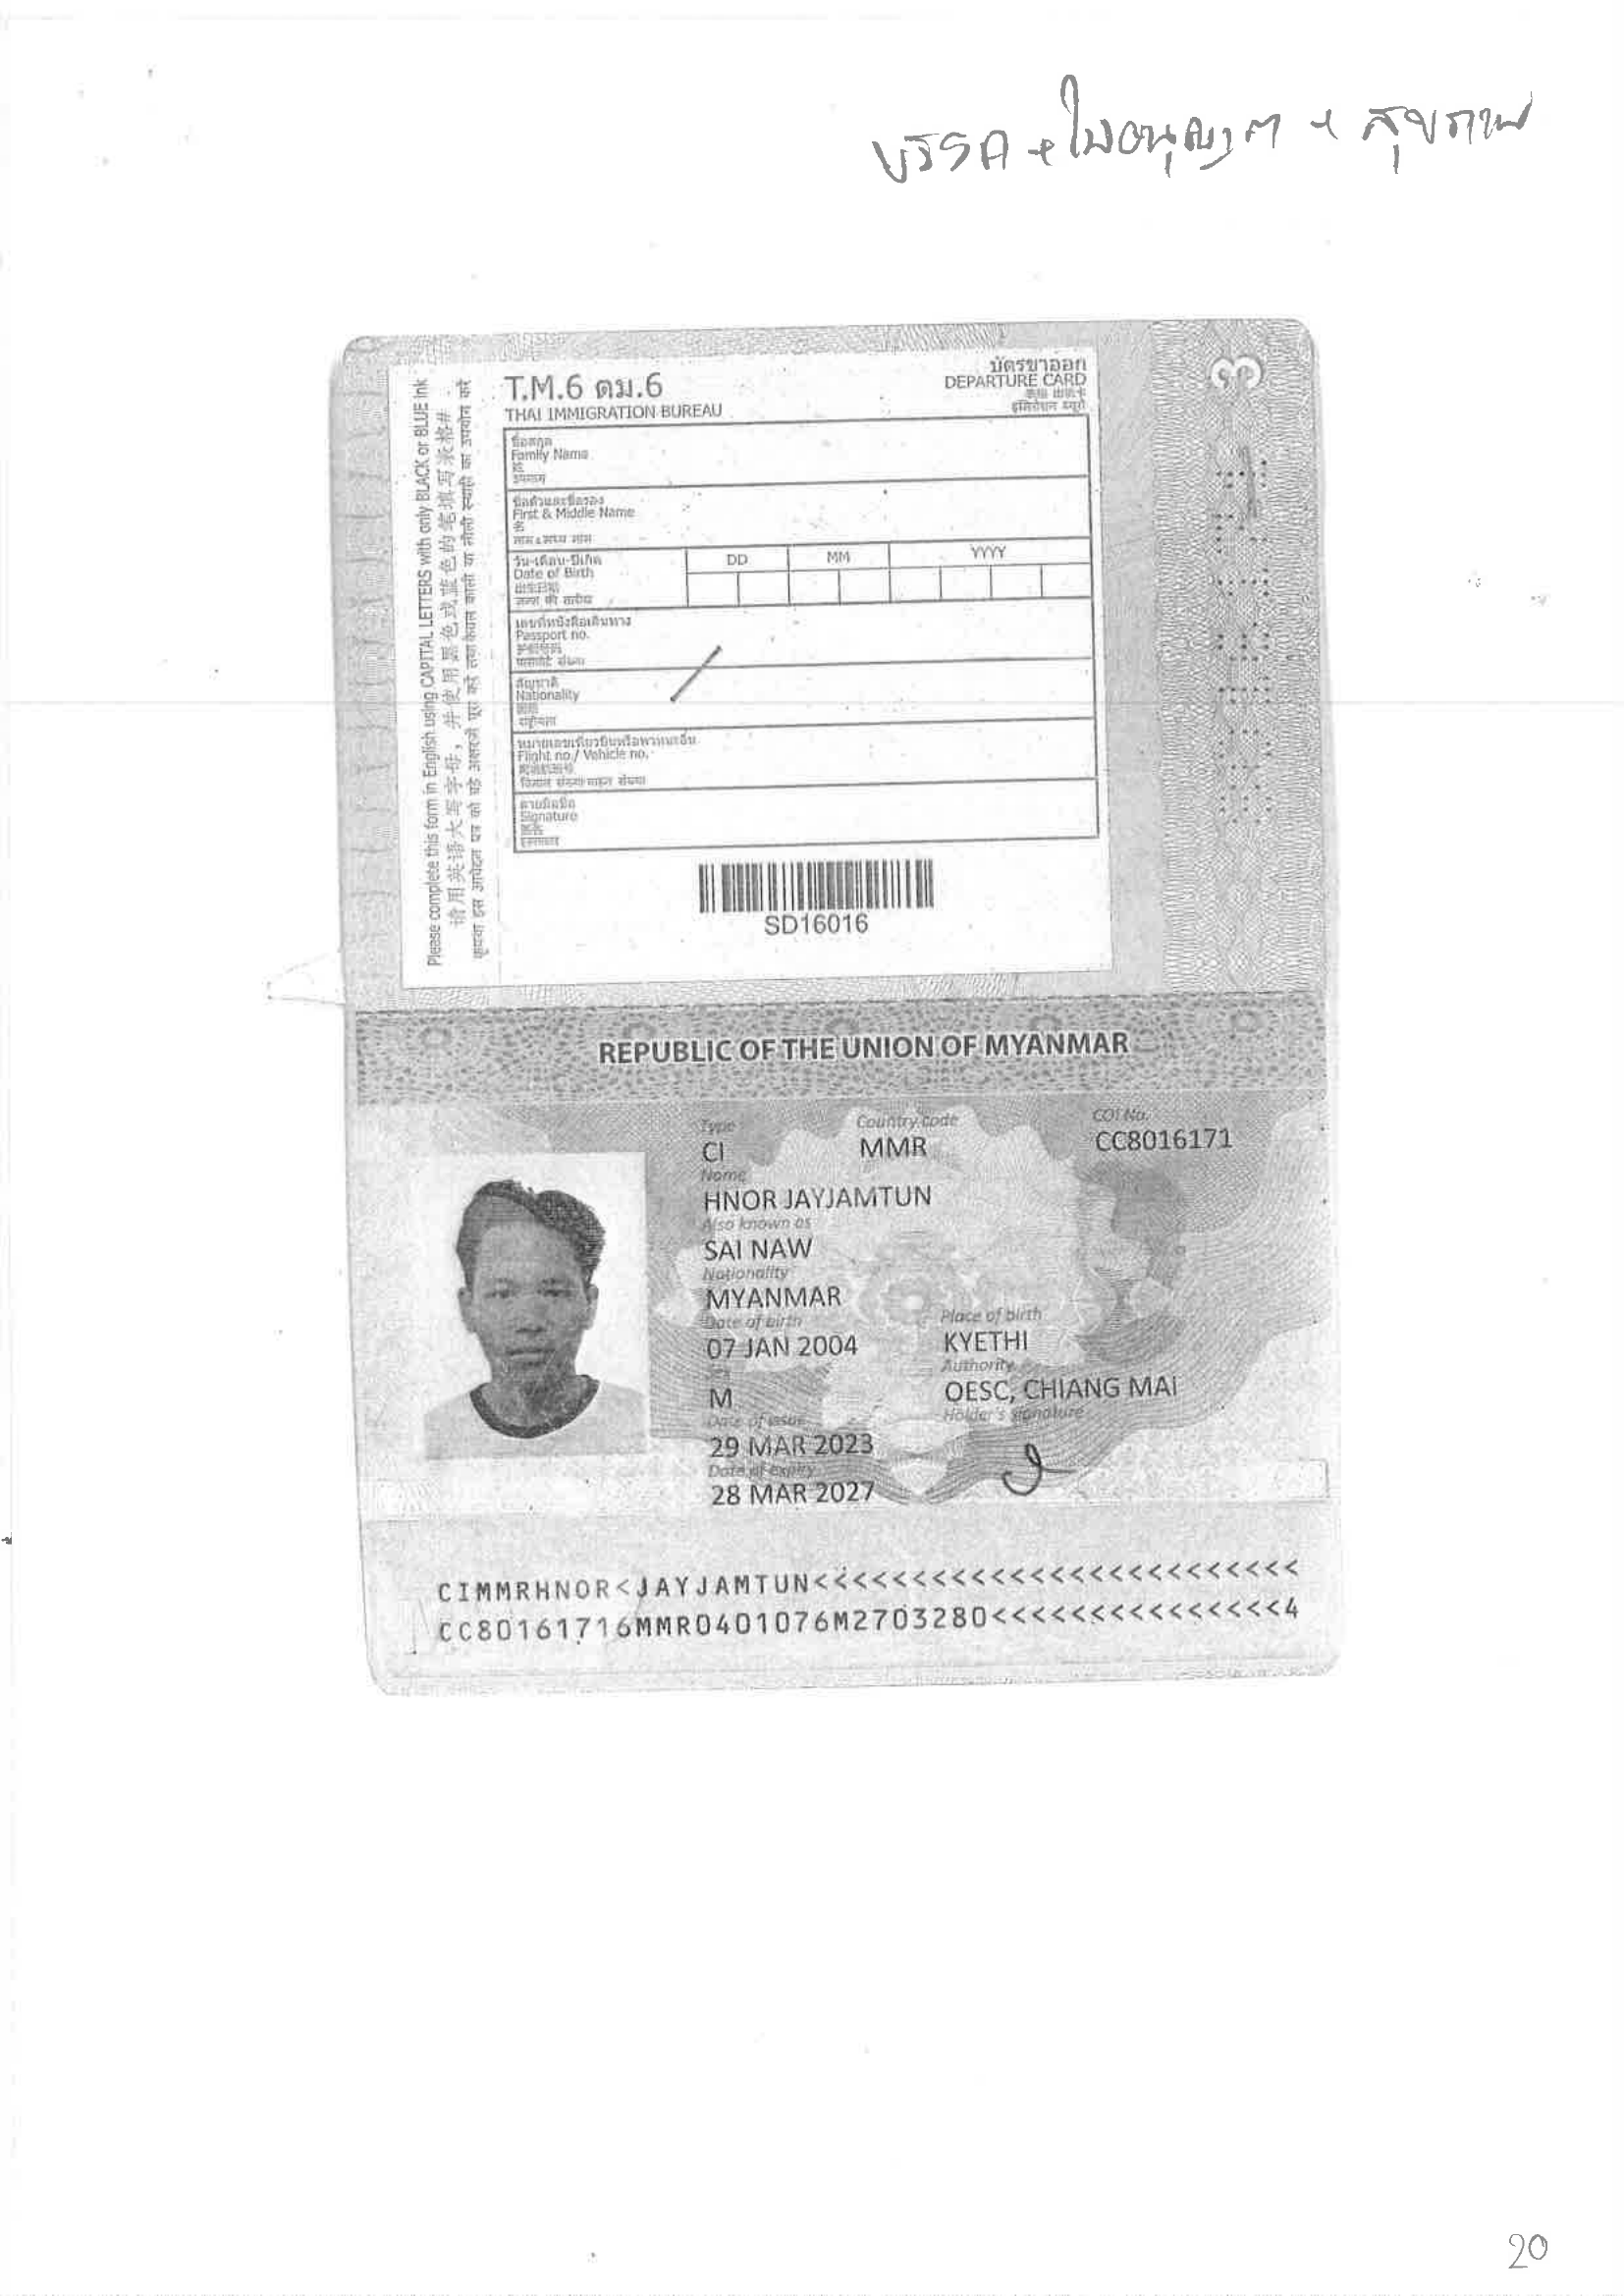 บรรค + ใบอนุญาต + สุขภาพ
T.M.6 ตม.6
THAI IMMIGRATION BUREAU
บัตรขาออก
DEPARTURE CARD
Please complete this form in English using CAPITAL LETTERS with only BLACK or BLUE ink
请用英语大写字母，并使用黑色或蓝色的笔填写表格#
ชื่อสกุล
Family Name
姓
उपनाम
ชื่อตัวและชื่อรอง
First & Middle Name
名
วัน-เดือน-ปีเกิด
Date of Birth
DD MM YYYY
出生日期
เลขที่หนังสือเดินทาง
Passport no.
สัญชาติ
Nationality
国籍
หมายเลขเที่ยวบินหรือพาหนะอื่น
Flight no./ Vehicle no.
ลายมือชื่อ
Signature
签名
SD16016
REPUBLIC OF THE UNION OF MYANMAR
Type Country code COI No.
CI MMR CC8016171
Name
HNOR JAYJAMTUN
Also known as
SAI NAW
Nationality
MYANMAR
Date of birth Place of birth
07 JAN 2004 KYETHI
Authority
M OESC, CHIANG MAI
Date of issue Holder's signature
29 MAR 2023
Date of expiry
28 MAR 2027
CIMMRHNOR<JAYJAMTUN<<<<<<<<<<<<<<<<<<<<<<<<<
CC80161716MMR0401076M2703280<<<<<<<<<<<<<<<4
20